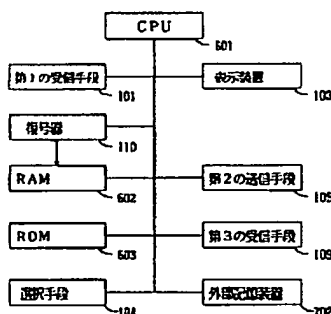 CPU
601
第1の受信手段
101
表示装置
103
復号器
110
RAM
602
第2の送信手段
105
ROM
603
第3の受信手段
109
選択手段
104
外部記憶装置
700